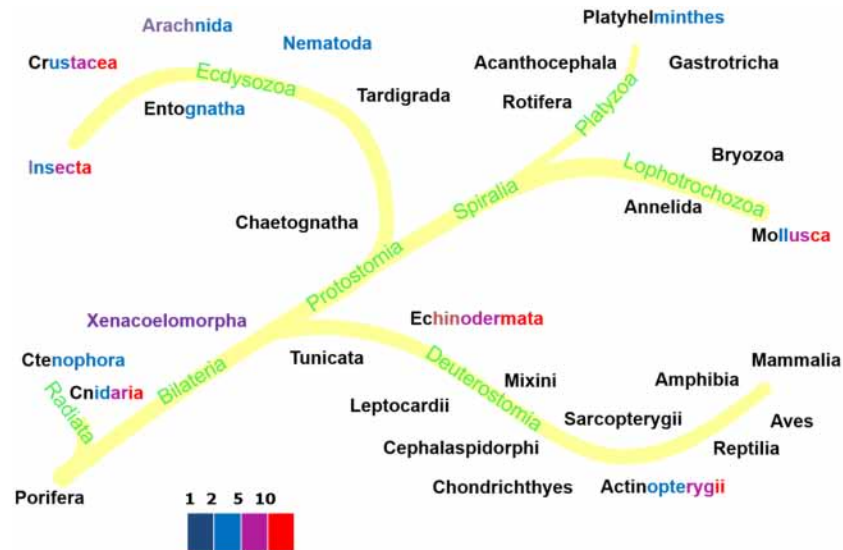 Platyhelminthes
Arachnida
Nematoda
Crustacea
Ecdysozoa
Acanthocephala
Gastrotricha
Tardigrada
Rotifera
Platyzoa
Entognatha
Insecta
Bryozoa
Spiralia
Lophotrochozoa
Annelida
Chaetognatha
Mollusca
Protostomia
Xenacoelomorpha
Echinodermata
Ctenophora
Tunicata
Mammalia
Bilateria
Deuterostomia
Mixini
Amphibia
Cnidaria
Radiata
Leptocardii
Sarcopterygii
Aves
Cephalaspidorphi
Reptilia
Porifera
Chondrichthyes
Actinopterygii
1 2 5 10